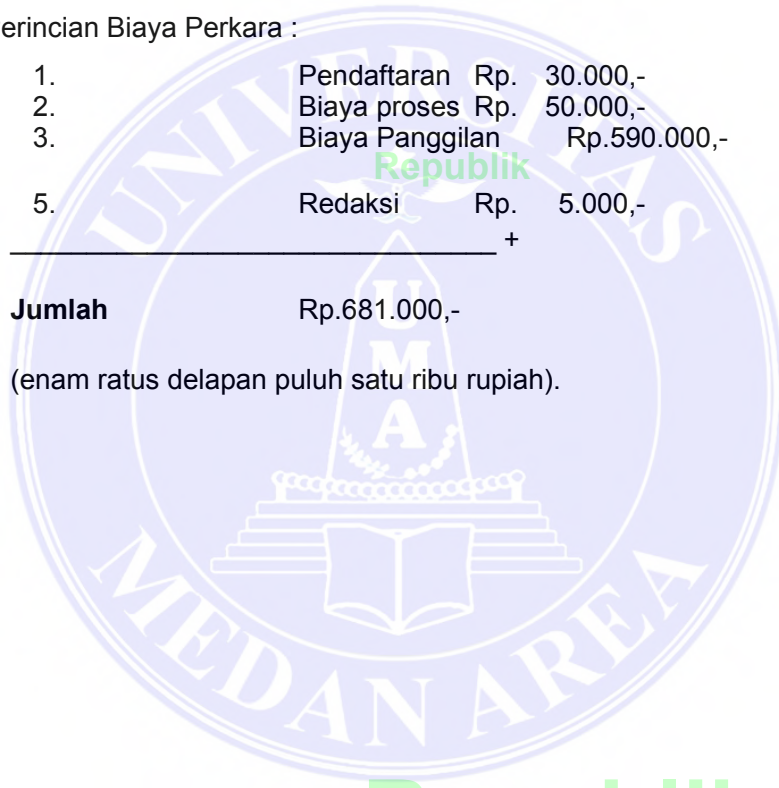 erincian Biaya Perkara :
1. Pendaftaran Rp. 30.000,-
2. Biaya proses Rp. 50.000,-
3. Biaya Panggilan Rp.590.000,-
Republik
5. Redaksi Rp. 5.000,-
+
Jumlah Rp.681.000,-
(enam ratus delapan puluh satu ribu rupiah).
UNIVERSITAS
UMA
MEDAN AREA